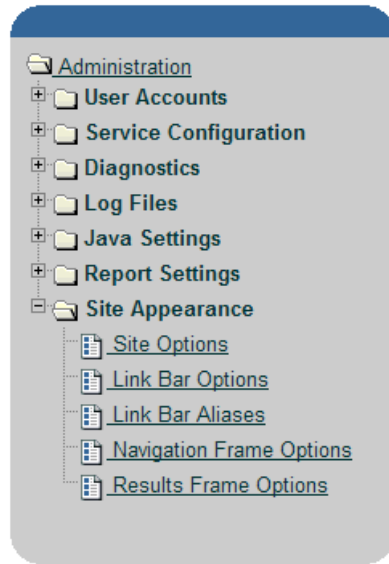 Administration
User Accounts
Service Configuration
Diagnostics
Log Files
Java Settings
Report Settings
Site Appearance
Site Options
Link Bar Options
Link Bar Aliases
Navigation Frame Options
Results Frame Options